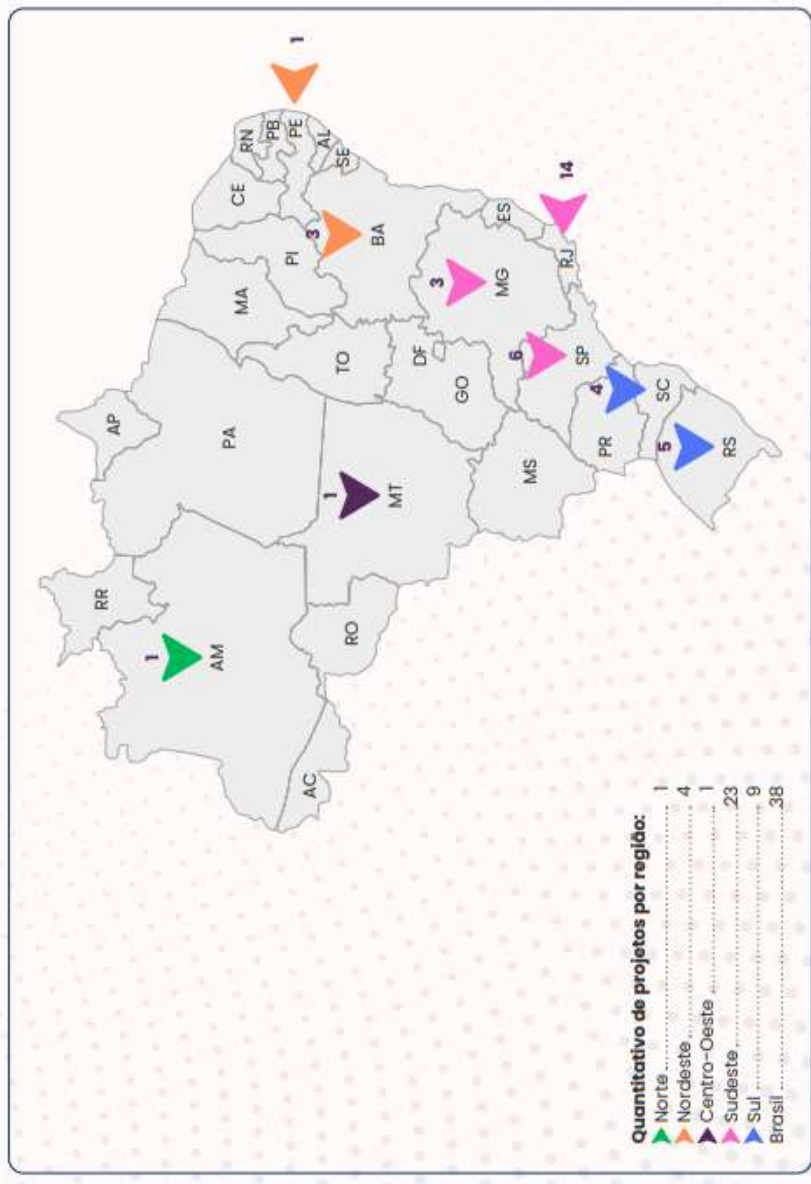 RR
AP
1
AM
PA
MA
CE
RN
PB
PI
PE
1
AC
3
AL
1
TO
SE
RO
BA
MT
DF
3
GO
MG
ES
6
MS
RJ
14
SP
4
PR
SC
5
RS
Quantitativo de projetos por região:
Norte 1
Nordeste 4
Centro-Oeste 1
Sudeste 23
Sul 9
Brasil 38